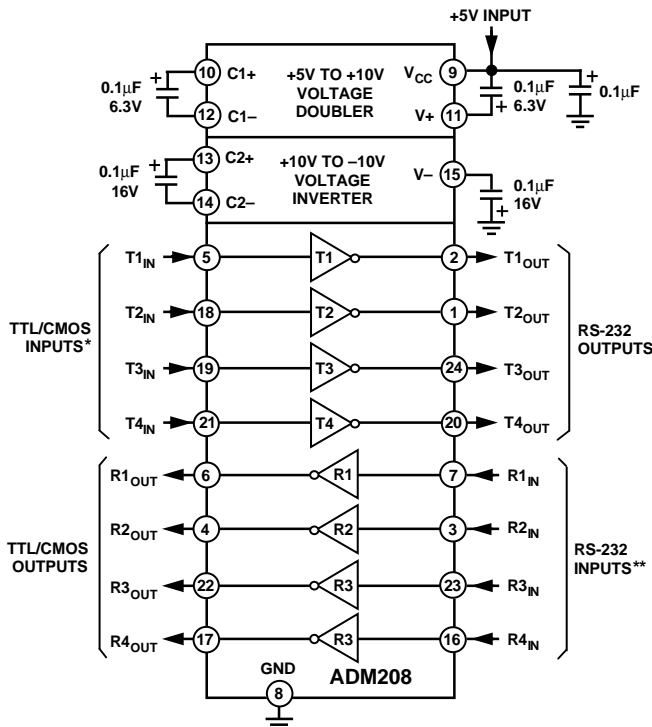 +5V INPUT
10 C1+ +5V TO +10V VOLTAGE DOUBLER VCC 9
0.1µF 6.3V + 
12 C1– V+ 11
+ 0.1µF 6.3V
+ 0.1µF
13 C2+ +10V TO –10V VOLTAGE INVERTER V– 15
0.1µF 16V +
14 C2–
0.1µF 16V +
TTL/CMOS INPUTS*
T1IN 5 T1 2 T1OUT
T2IN 18 T2 1 T2OUT
T3IN 19 T3 24 T3OUT
T4IN 21 T4 20 T4OUT
RS-232 OUTPUTS
TTL/CMOS OUTPUTS
R1OUT 6 R1 7 R1IN
R2OUT 4 R2 3 R2IN
R3OUT 22 R3 23 R3IN
R4OUT 17 R3 16 R4IN
RS-232 INPUTS**
GND
8
ADM208